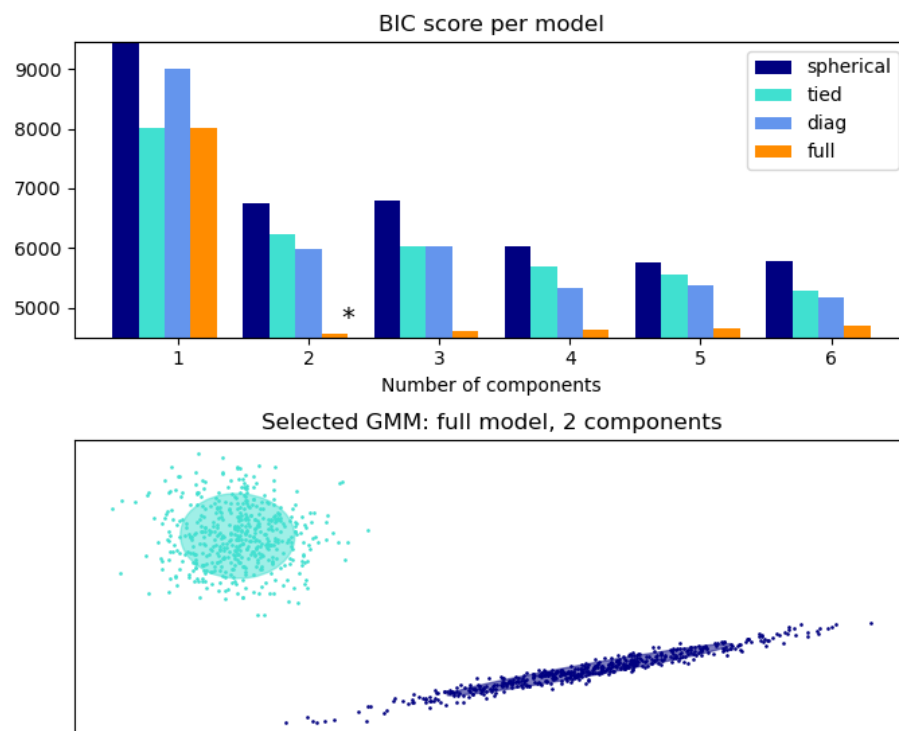 BIC score per model
9000
8000
7000
6000
5000
spherical
tied
diag
full
*
1 2 3 4 5 6
Number of components
Selected GMM: full model, 2 components